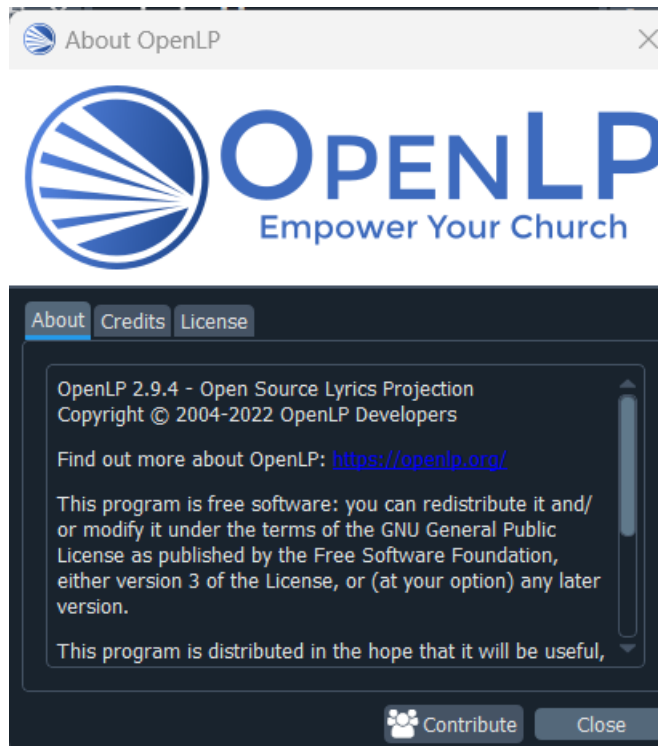 About OpenLP
OPENLP
Empower Your Church
About Credits License
OpenLP 2.9.4 - Open Source Lyrics Projection
Copyright © 2004-2022 OpenLP Developers
Find out more about OpenLP: https://openlp.org/
This program is free software: you can redistribute it and/
or modify it under the terms of the GNU General Public
License as published by the Free Software Foundation,
either version 3 of the License, or (at your option) any later
version.
This program is distributed in the hope that it will be useful,
Contribute Close